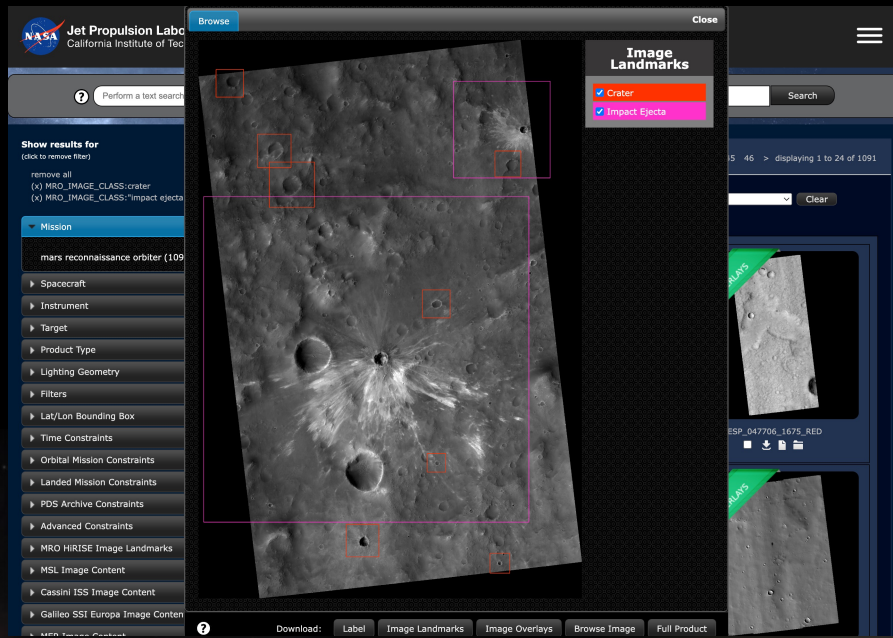 Browse
Close
NASA
Jet Propulsion Labo
California Institute of Tec
Image
Landmarks
Crater
Impact Ejecta
?
Perform a text search
Search
Show results for
(click to remove filter)
remove all
(x) MRO_IMAGE_CLASS:crater
(x) MRO_IMAGE_CLASS:"impact ejecta
46 > displaying 1 to 24 of 1091
Clear
Mission
mars reconnaissance orbiter (109
Spacecraft
Instrument
Target
Product Type
Lighting Geometry
Filters
Lat/Lon Bounding Box
Time Constraints
Orbital Mission Constraints
Landed Mission Constraints
PDS Archive Constraints
Advanced Constraints
MRO HiRISE Image Landmarks
MSL Image Content
Cassini ISS Image Content
Galileo SSI Europa Image Conten
MER Image Content
ERLAYS
ESP_047706_1675_RED
RLAYS
?
Download:
Label
Image Landmarks
Image Overlays
Browse Image
Full Product